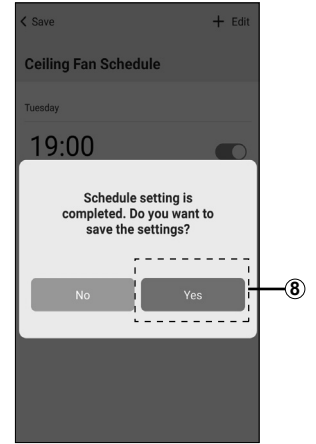 Save + Edit
Ceiling Fan Schedule
Tuesday
19:00
Schedule setting is
completed. Do you want to
save the settings?
No Yes
⑧